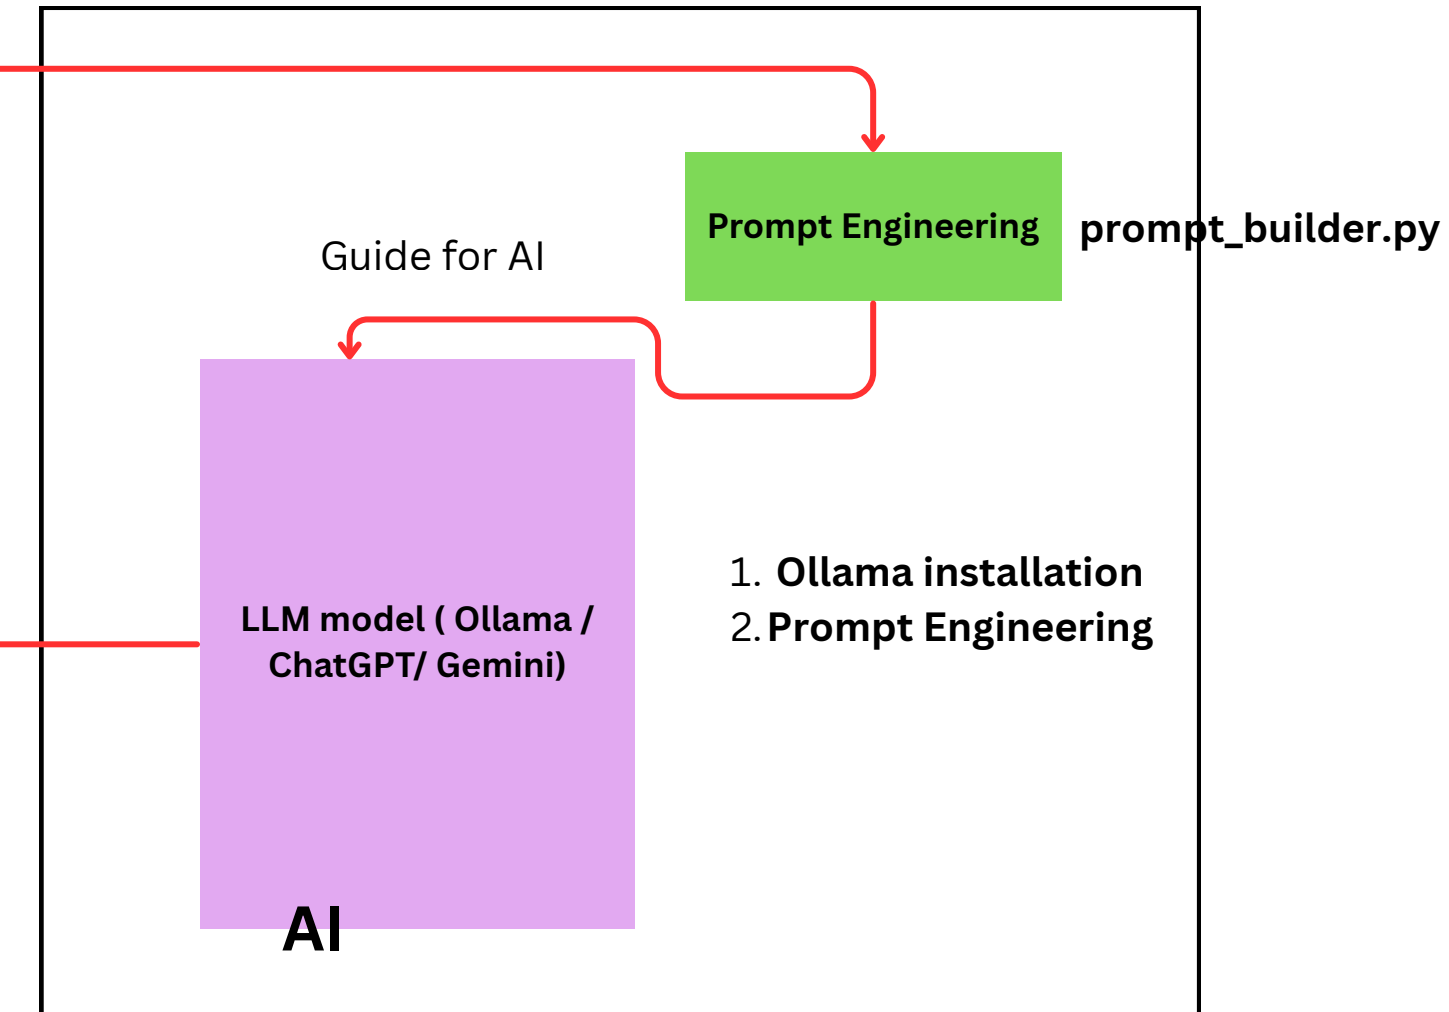 Prompt Engineering
prompt_builder.py
Guide for AI
LLM model ( Ollama /
ChatGPT/ Gemini)
1. Ollama installation
2. Prompt Engineering
AI